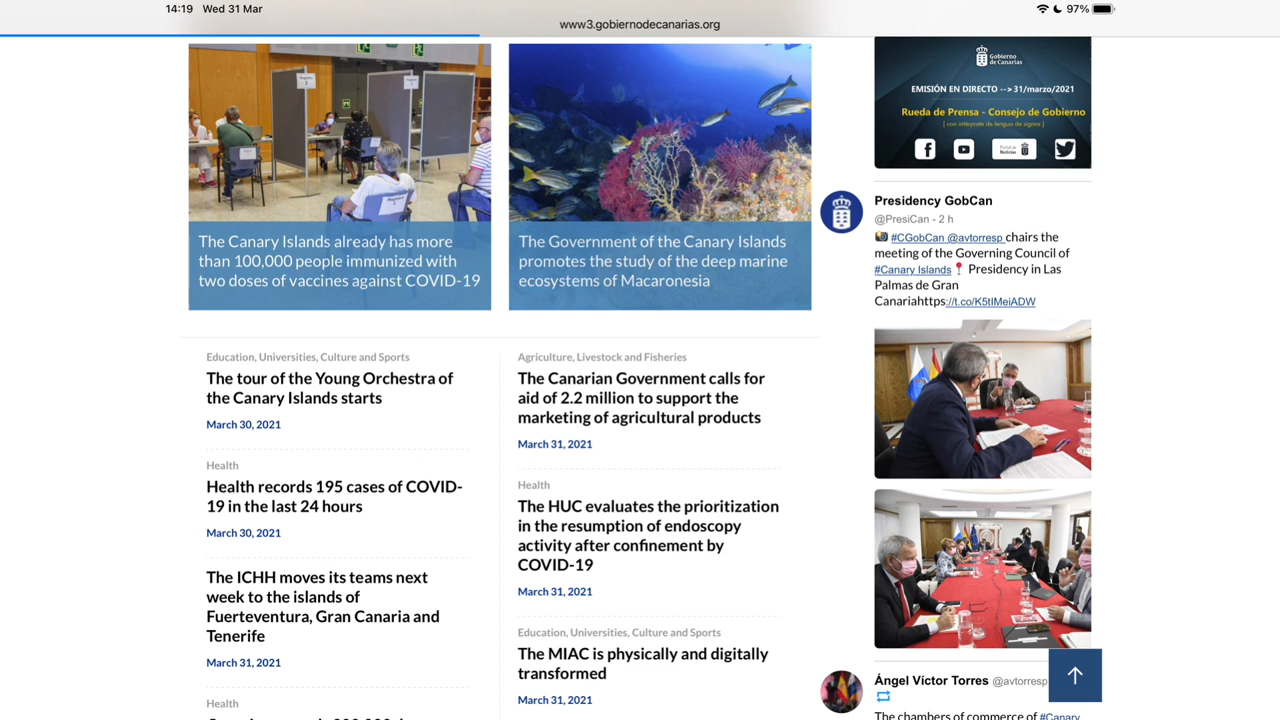 14:19 Wed 31 Mar
97%
www3.gobiernodecanarias.org
The Canary Islands already has more
than 100,000 people immunized with
two doses of vaccines against COVID-19
The Government of the Canary Islands
promotes the study of the deep marine
ecosystems of Macaronesia
Education, Universities, Culture and Sports
The tour of the Young Orchestra of
the Canary Islands starts
March 30, 2021
Health
Health records 195 cases of COVID-
19 in the last 24 hours
March 30, 2021
The ICHH moves its teams next
week to the islands of
Fuerteventura, Gran Canaria and
Tenerife
March 31, 2021
Health
Agriculture, Livestock and Fisheries
The Canarian Government calls for
aid of 2.2 million to support the
marketing of agricultural products
March 31, 2021
Health
The HUC evaluates the prioritization
in the resumption of endoscopy
activity after confinement by
COVID-19
March 31, 2021
Education, Universities, Culture and Sports
The MIAC is physically and digitally
transformed
March 31, 2021
Gobierno
de Canarias
EMISIÓN EN DIRECTO --> 31/marzo/2021
Rueda de Prensa - Consejo de Gobierno
[ con intérprete de lengua de signos ]
Portal de
Noticias
Presidency GobCan
@PresiCan - 2 h
#CGobCan @avtorresp chairs the
meeting of the Governing Council of
#Canary Islands Presidency in Las
Palmas de Gran
Canariahttps://t.co/K5tIMeiADW
Ángel Víctor Torres @avtorresp
The chambers of commerce of #Canary